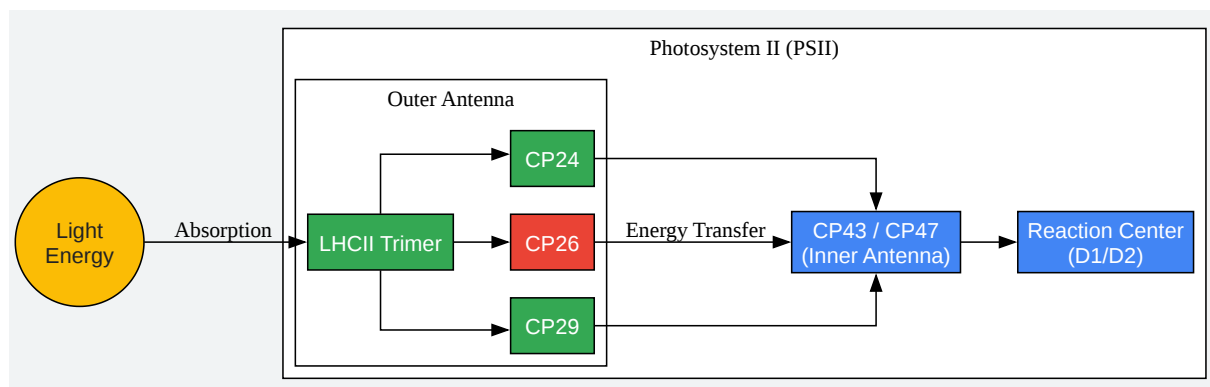 Photosystem II (PSII)
Outer Antenna
Light
Energy
Absorption
LHCII Trimer
CP24
CP26
CP29
Energy Transfer
CP43 / CP47
(Inner Antenna)
Reaction Center
(D1/D2)